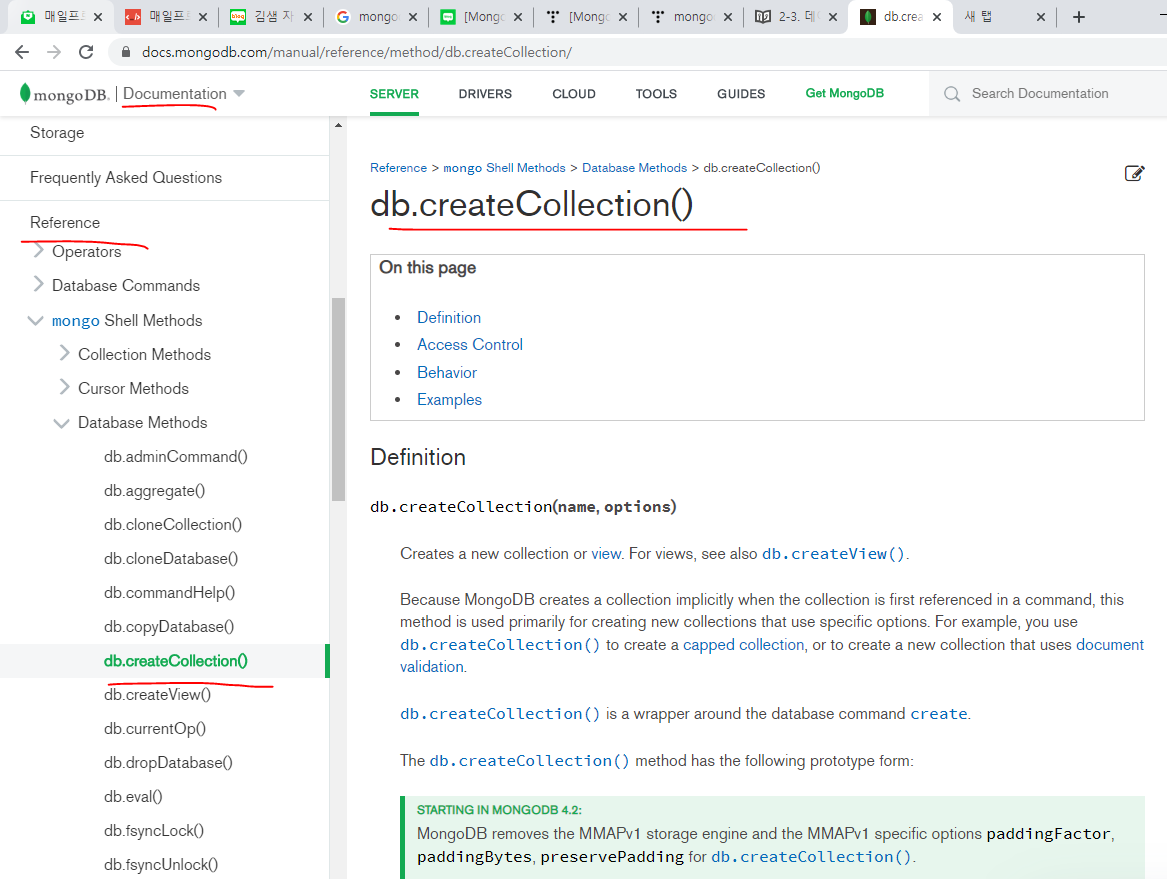 매일프
매일프
김샘 자
mongo
[Mong
[Mong
mongo
2-3. 데
db.crea
새 탭
docs.mongodb.com/manual/reference/method/db.createCollection/
mongoDB. | Documentation
SERVER
DRIVERS
CLOUD
TOOLS
GUIDES
Get MongoDB
Search Documentation
Storage
Frequently Asked Questions
Reference
Operators
Database Commands
mongo Shell Methods
Collection Methods
Cursor Methods
Database Methods
db.adminCommand()
db.aggregate()
db.cloneCollection()
db.cloneDatabase()
db.commandHelp()
db.copyDatabase()
db.createCollection()
db.createView()
db.currentOp()
db.dropDatabase()
db.eval()
db.fsyncLock()
db.fsyncUnlock()
Reference > mongo Shell Methods > Database Methods > db.createCollection()
db.createCollection()
On this page
• Definition
• Access Control
• Behavior
• Examples
Definition
db.createCollection(name, options)
Creates a new collection or view. For views, see also db.createView().
Because MongoDB creates a collection implicitly when the collection is first referenced in a command, this
method is used primarily for creating new collections that use specific options. For example, you use
db.createCollection() to create a capped collection, or to create a new collection that uses document
validation.
db.createCollection() is a wrapper around the database command create.
The db.createCollection() method has the following prototype form:
STARTING IN MONGODB 4.2:
MongoDB removes the MMAPv1 storage engine and the MMAPv1 specific options paddingFactor,
paddingBytes, preservePadding for db.createCollection().